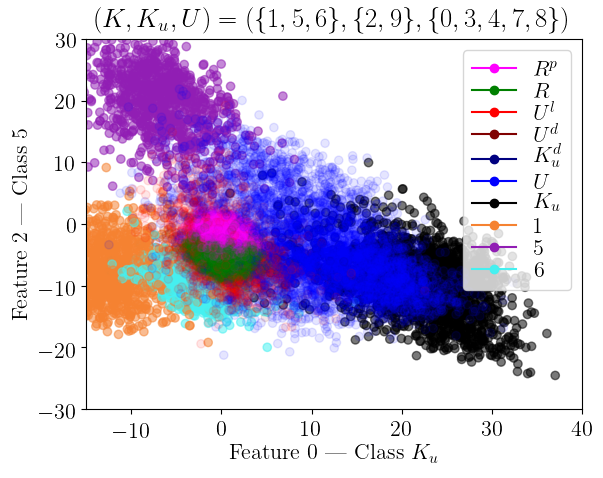 (K, K_u, U) = ({1, 5, 6}, {2, 9}, {0, 3, 4, 7, 8})
30
20
10
0
−10
−20
−30
Feature 2 — Class 5
R^p
R
U^l
U^d
K_u^d
U
K_u
1
5
6
−10
0
10
20
30
40
Feature 0 — Class K_u